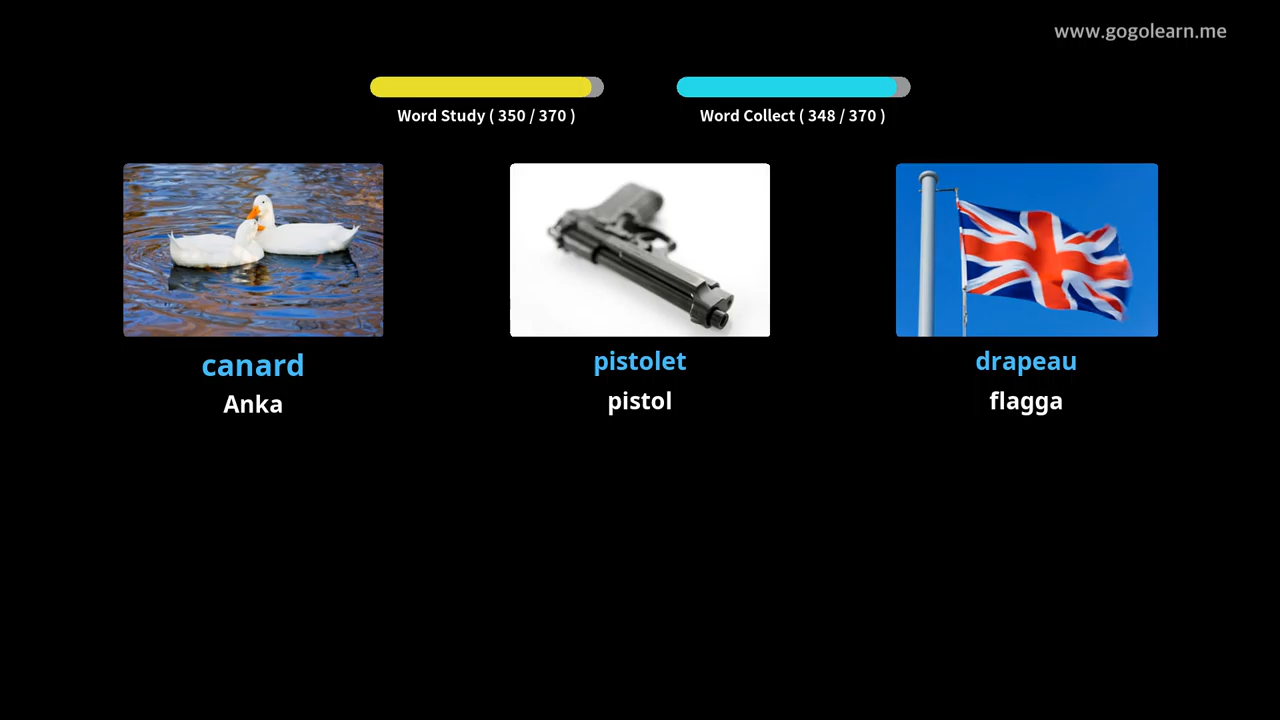 www.gogolearn.me
Word Study ( 350 / 370 )
Word Collect ( 348 / 370 )
canard
Anka
pistolet
pistol
drapeau
flagga